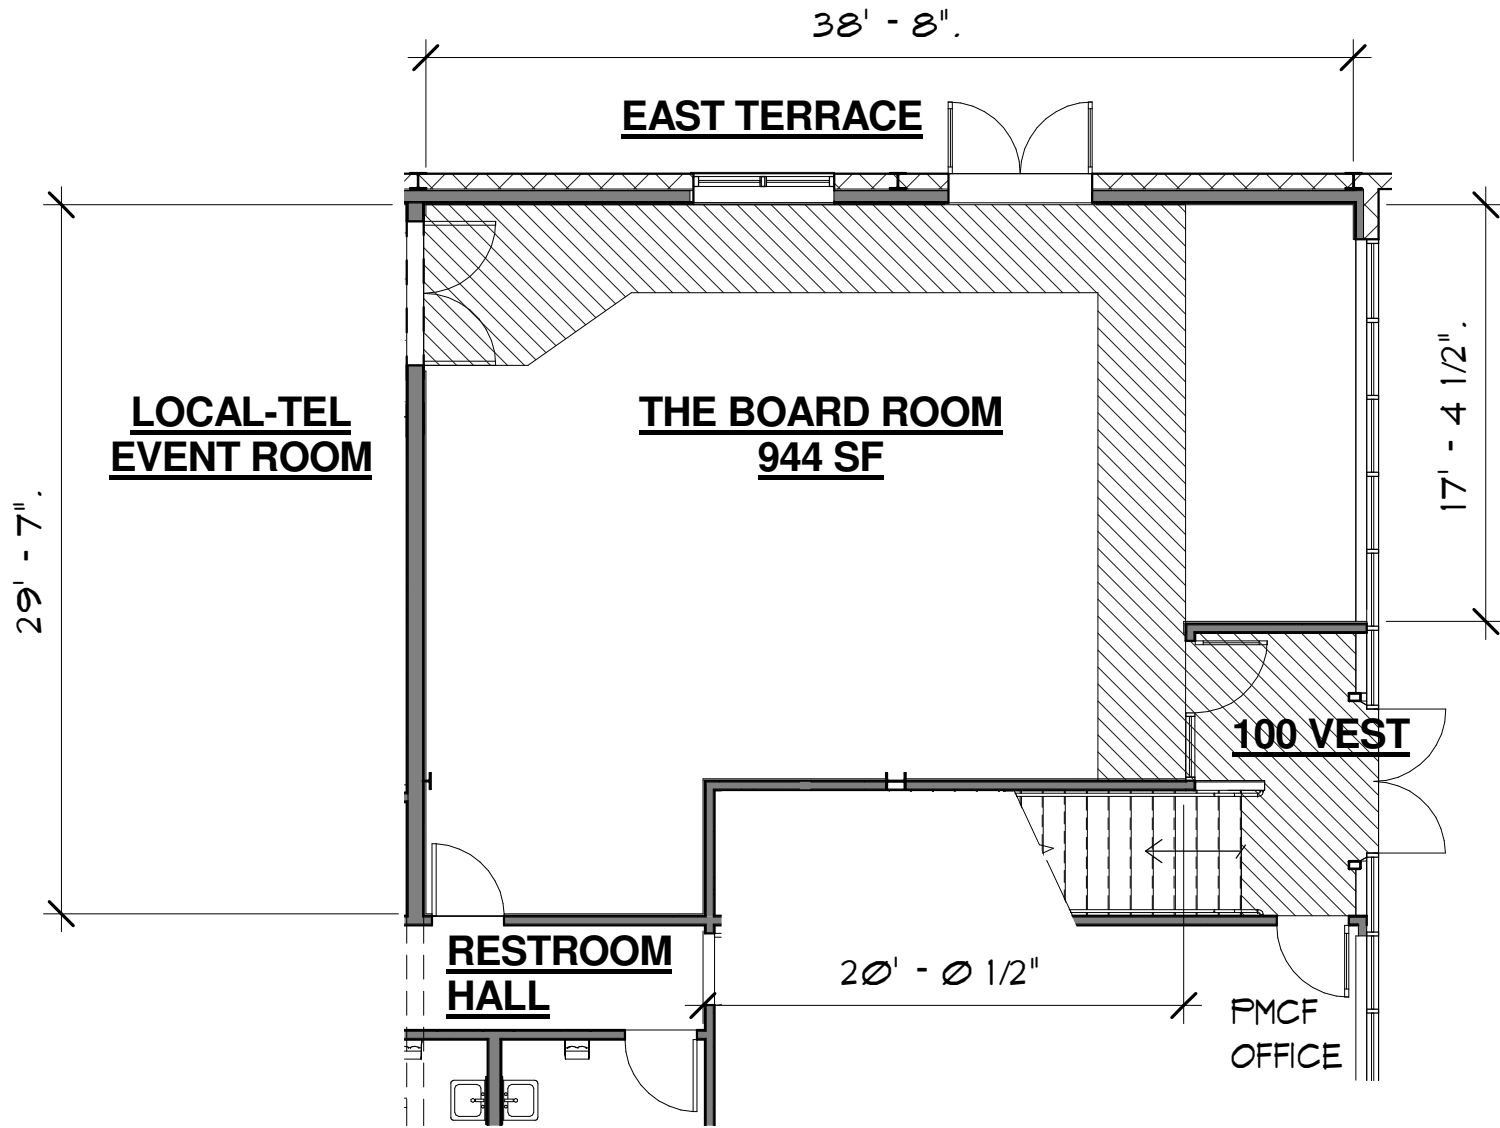 38' - 8".
EAST TERRACE
LOCAL-TEL
EVENT ROOM
THE BOARD ROOM
944 SF
17' - 4 1/2".
29' - 7".
100 VEST
RESTROOM
HALL
20' - 0 1/2"
PMCF
OFFICE